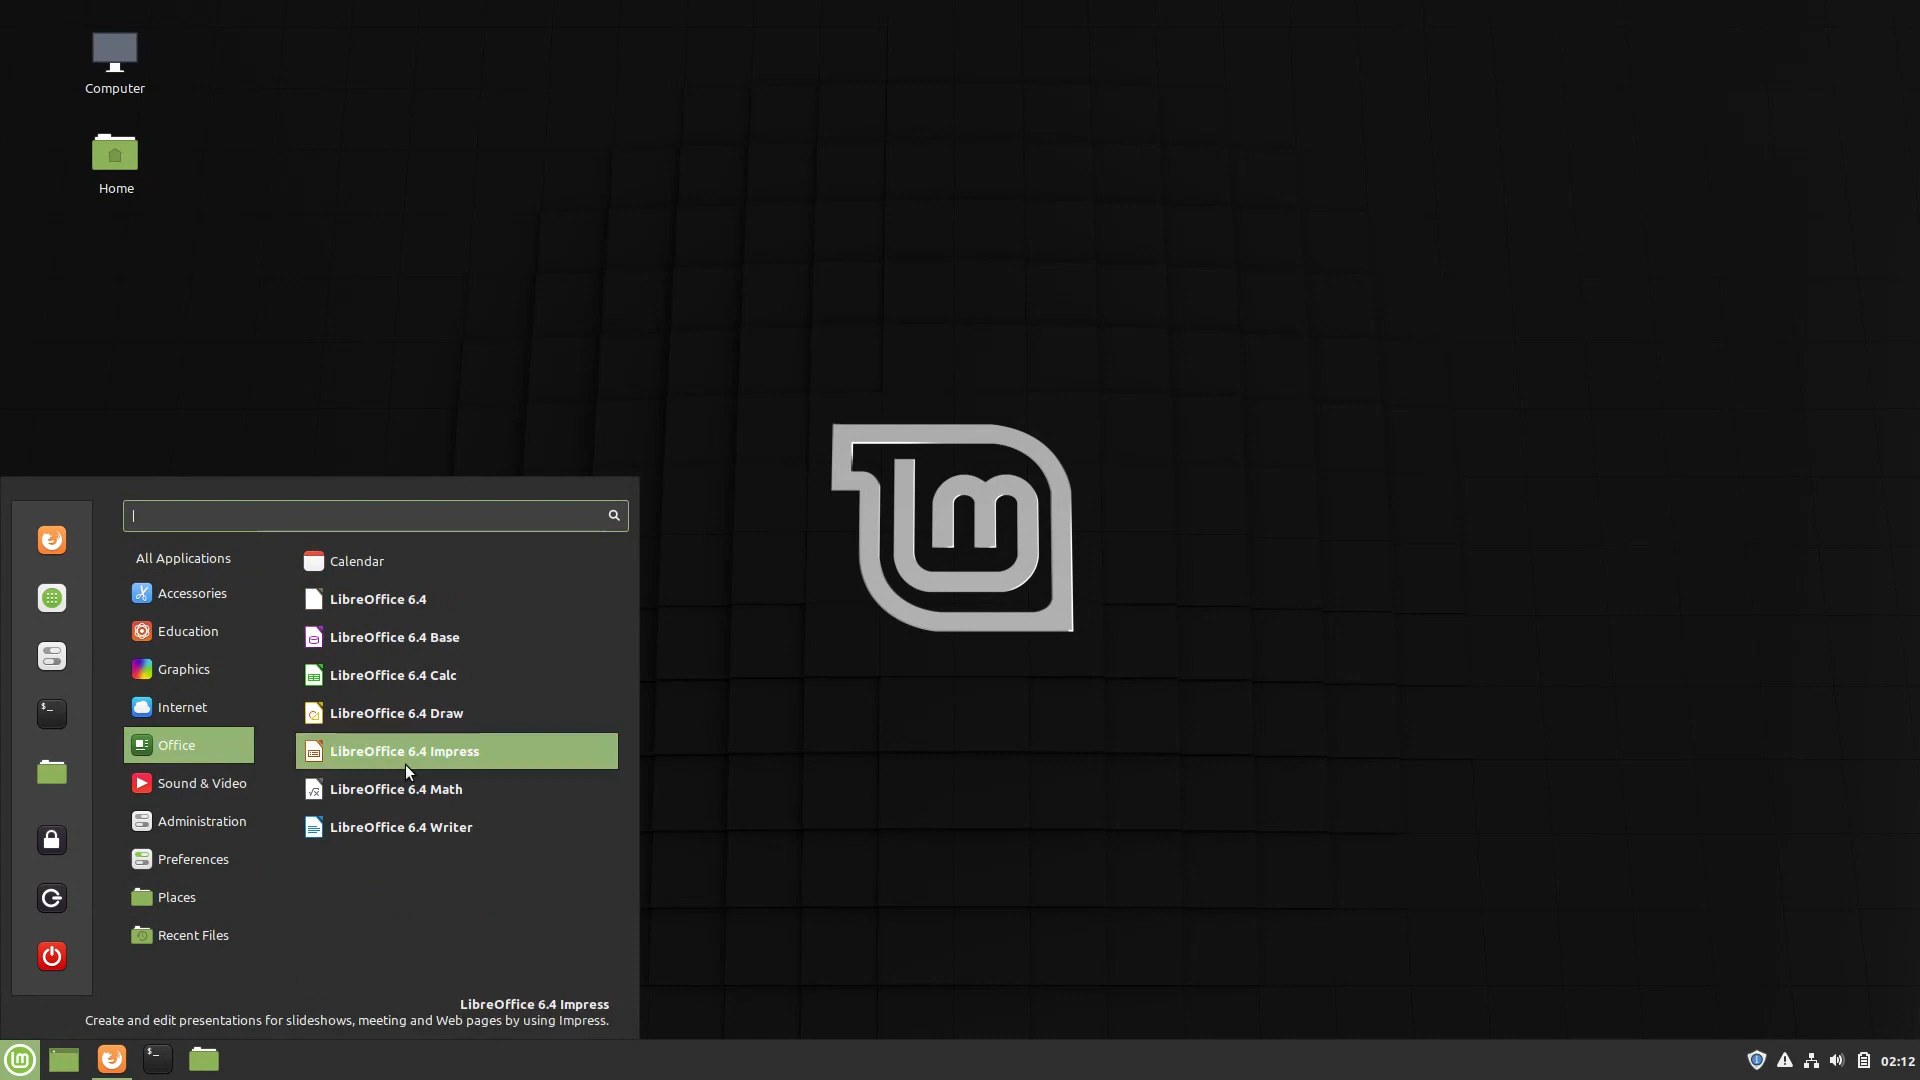 Computer
Home
All Applications
Accessories
Education
Graphics
Internet
Office
Sound & Video
Administration
Preferences
Places
Recent Files
Calendar
LibreOffice 6.4
LibreOffice 6.4 Base
LibreOffice 6.4 Calc
LibreOffice 6.4 Draw
LibreOffice 6.4 Impress
LibreOffice 6.4 Math
LibreOffice 6.4 Writer
LibreOffice 6.4 Impress
Create and edit presentations for slideshows, meeting and Web pages by using Impress.
02:12